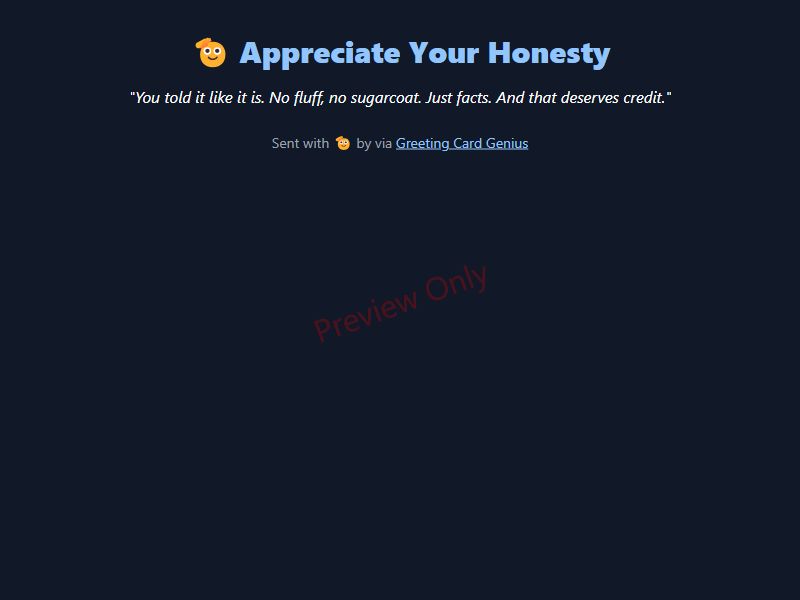 🫡 Appreciate Your Honesty
"You told it like it is. No fluff, no sugarcoat. Just facts. And that deserves credit."
Sent with 🫡 by via Greeting Card Genius
Preview Only